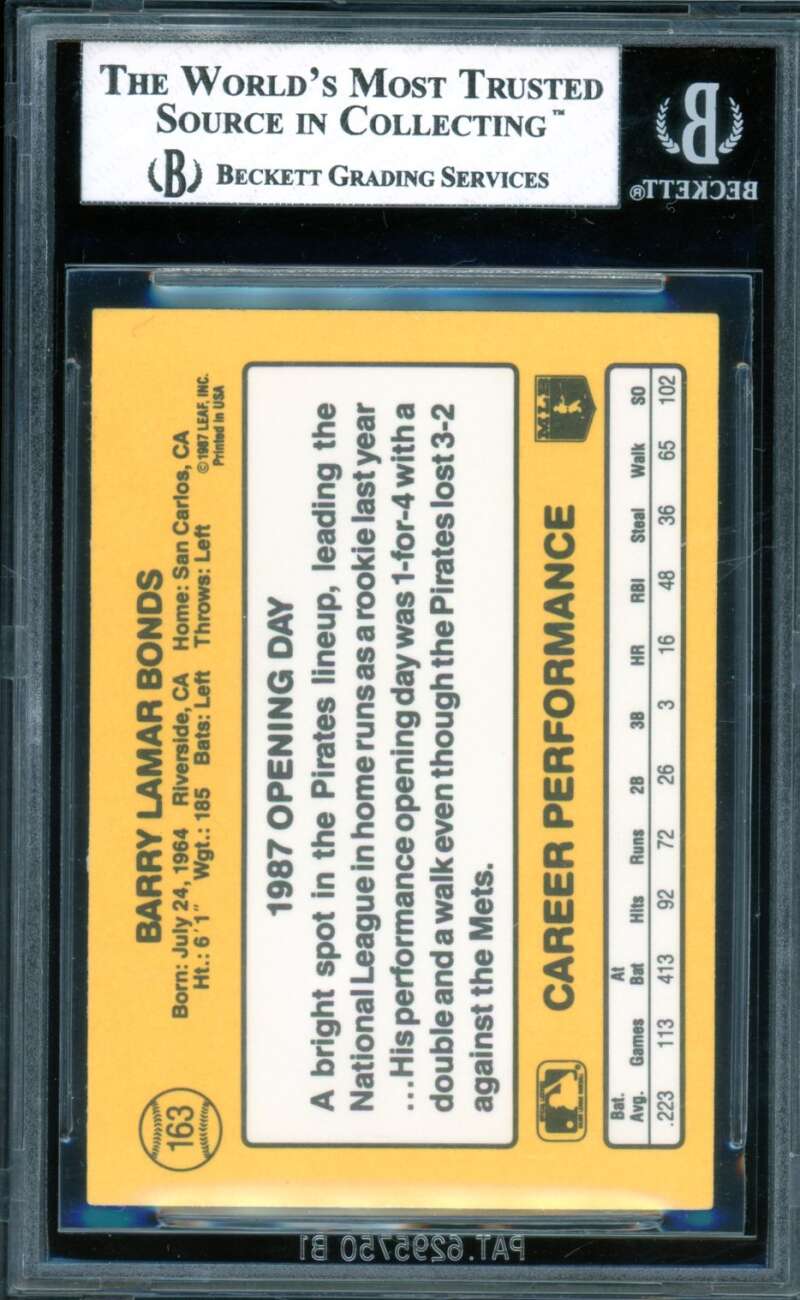 THE WORLD'S MOST TRUSTED
SOURCE IN COLLECTING™
B BECKETT GRADING SERVICES
B
BECKETT®
163
BARRY LAMAR BONDS
Born: July 24, 1964 Riverside, CA Home: San Carlos, CA
Ht.: 6'1" Wgt.: 185 Bats: Left Throws: Left
©1987 LEAF, INC.
Printed in USA
1987 OPENING DAY
A bright spot in the Pirates lineup, leading the
National League in home runs as a rookie last year
...His performance opening day was 1-for-4 with a
double and a walk even though the Pirates lost 3-2
against the Mets.
CAREER PERFORMANCE
MLB
Bat. Avg. Games At Bat Hits Runs 2B 3B HR RBI Steal Walk SO
.223 113 413 92 72 26 3 16 48 36 65 102
PAT.6295750 B1